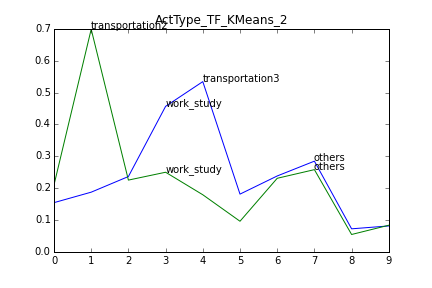 ActType_TF_KMeans_2
0.7
0.6
0.5
0.4
0.3
0.2
0.1
0.0
transportation2
transportation3
work_study
work_study
others
others
0 1 2 3 4 5 6 7 8 9